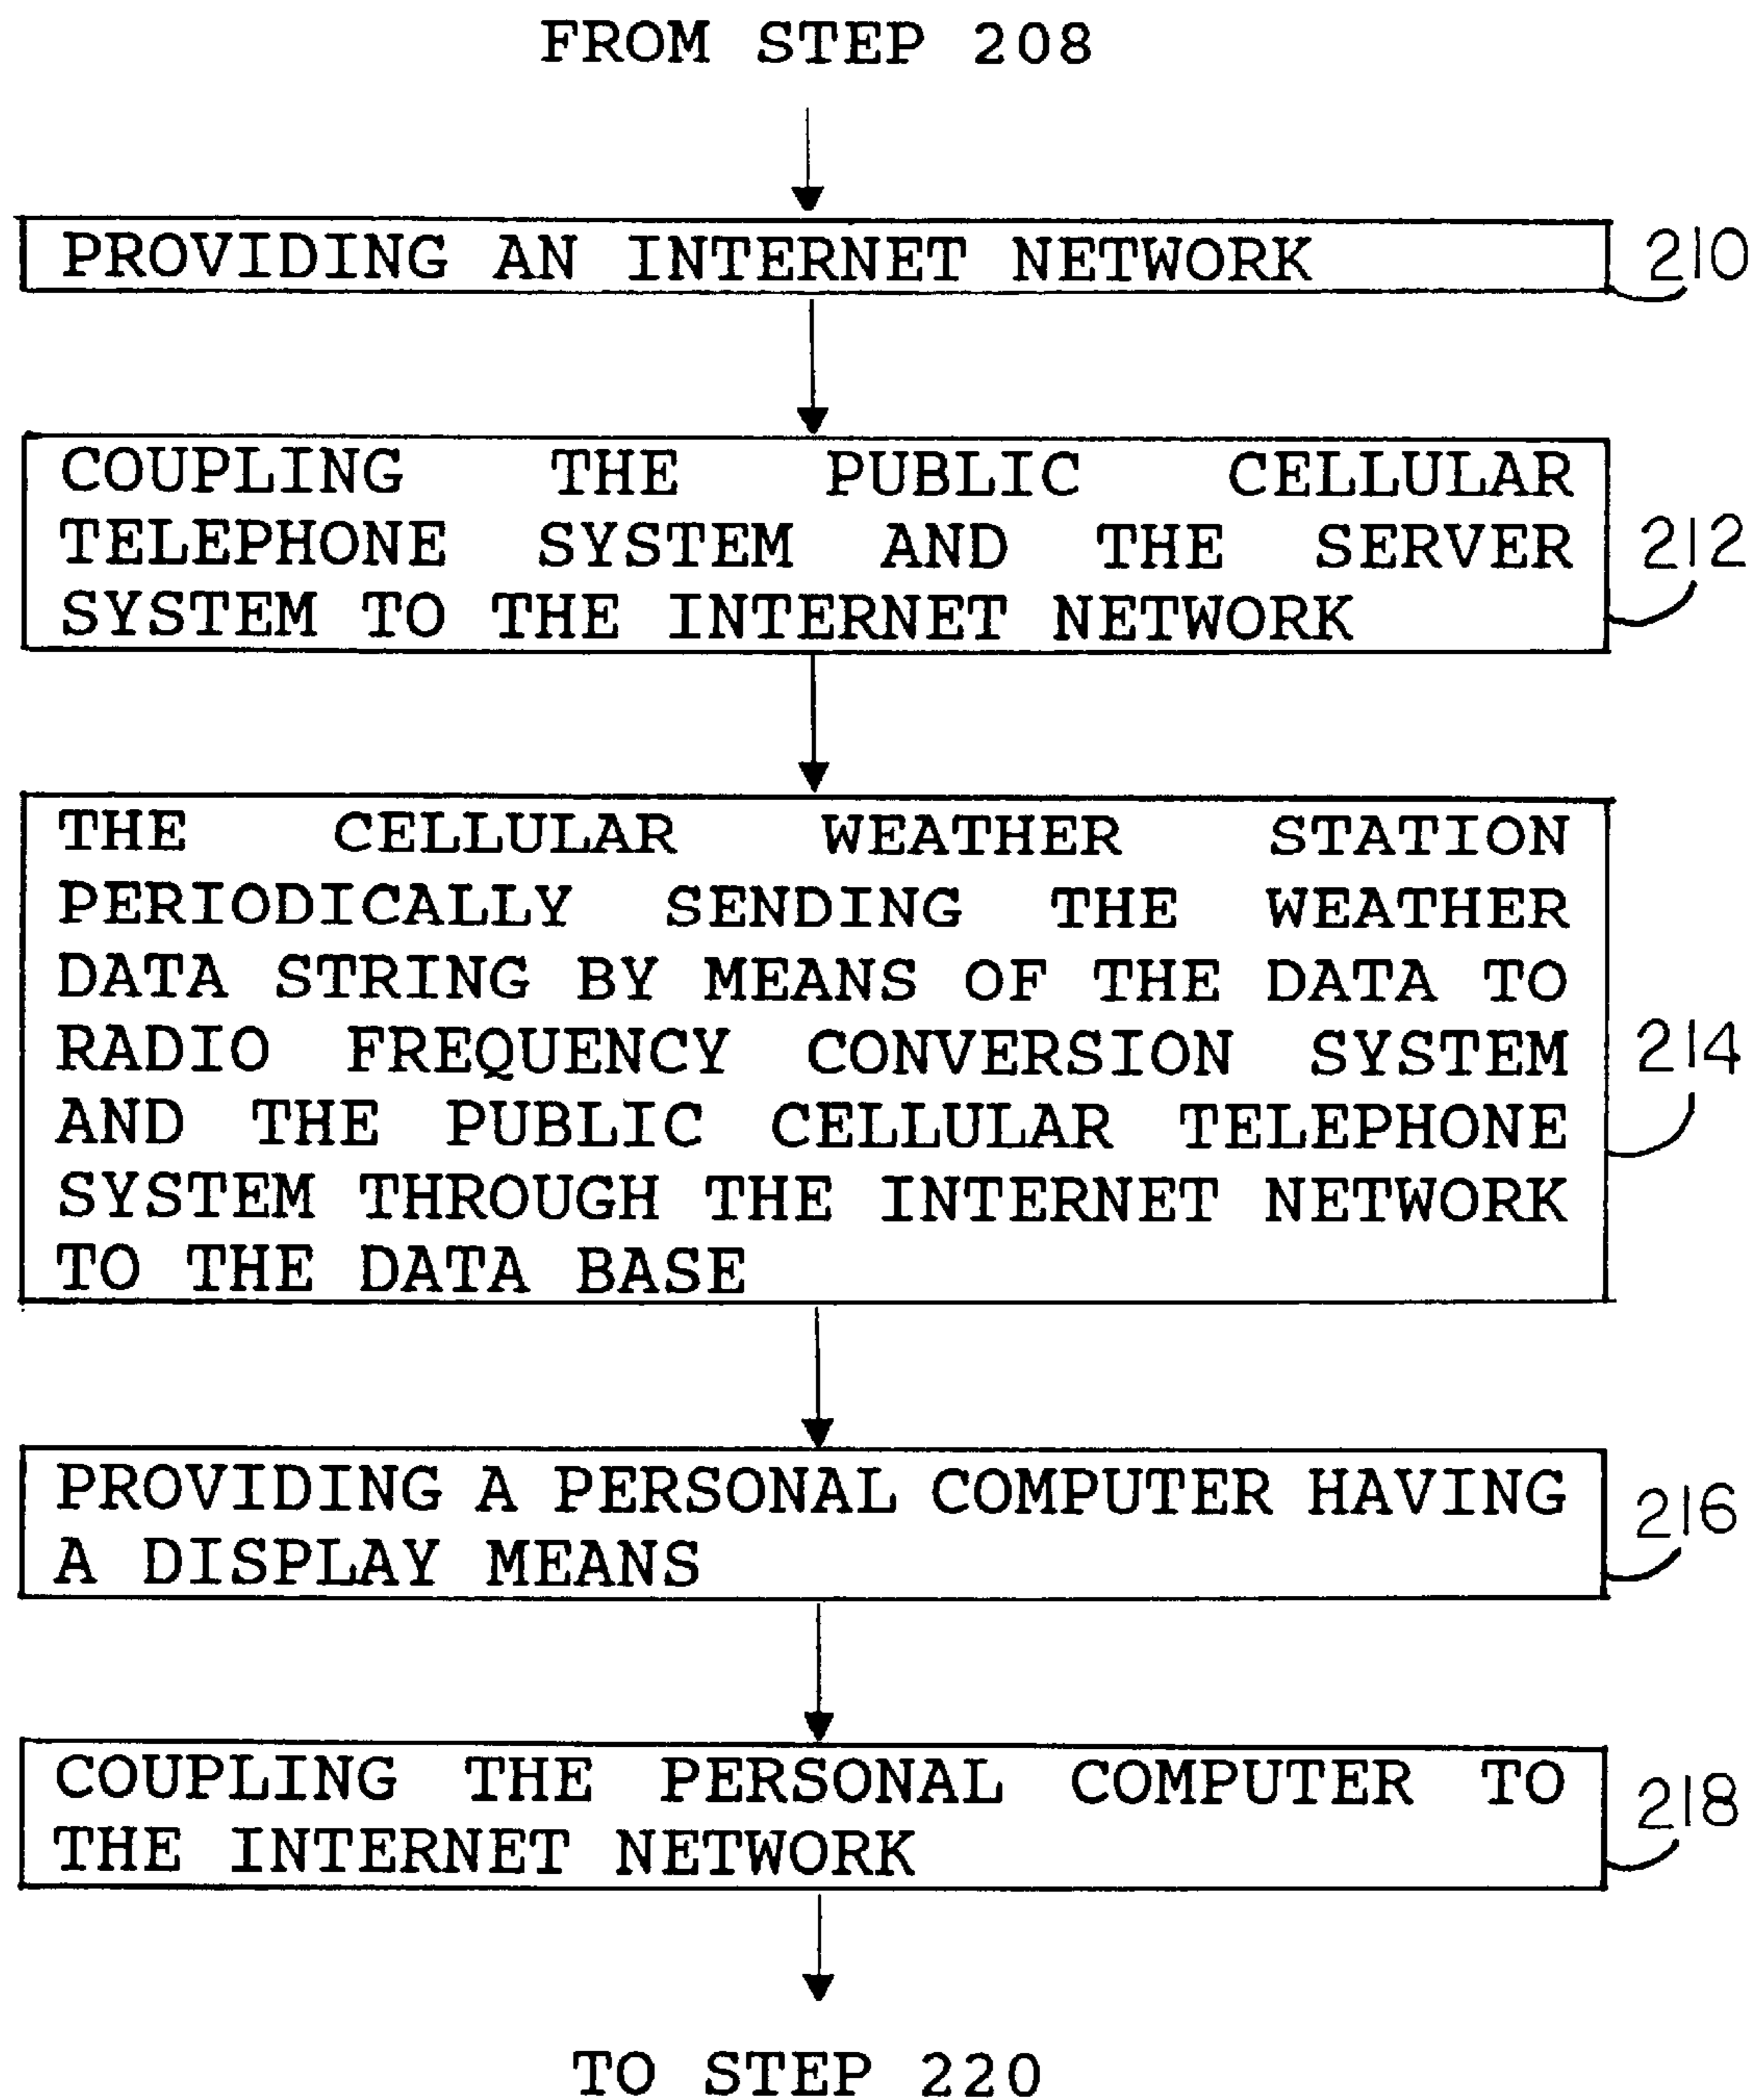 FROM STEP 208
PROVIDING AN INTERNET NETWORK
210
COUPLING THE PUBLIC CELLULAR
TELEPHONE SYSTEM AND THE SERVER
SYSTEM TO THE INTERNET NETWORK
212
THE CELLULAR WEATHER STATION
PERIODICALLY SENDING THE WEATHER
DATA STRING BY MEANS OF THE DATA TO
RADIO FREQUENCY CONVERSION SYSTEM
AND THE PUBLIC CELLULAR TELEPHONE
SYSTEM THROUGH THE INTERNET NETWORK
TO THE DATA BASE
214
PROVIDING A PERSONAL COMPUTER HAVING
A DISPLAY MEANS
216
COUPLING THE PERSONAL COMPUTER TO
THE INTERNET NETWORK
218
TO STEP 220